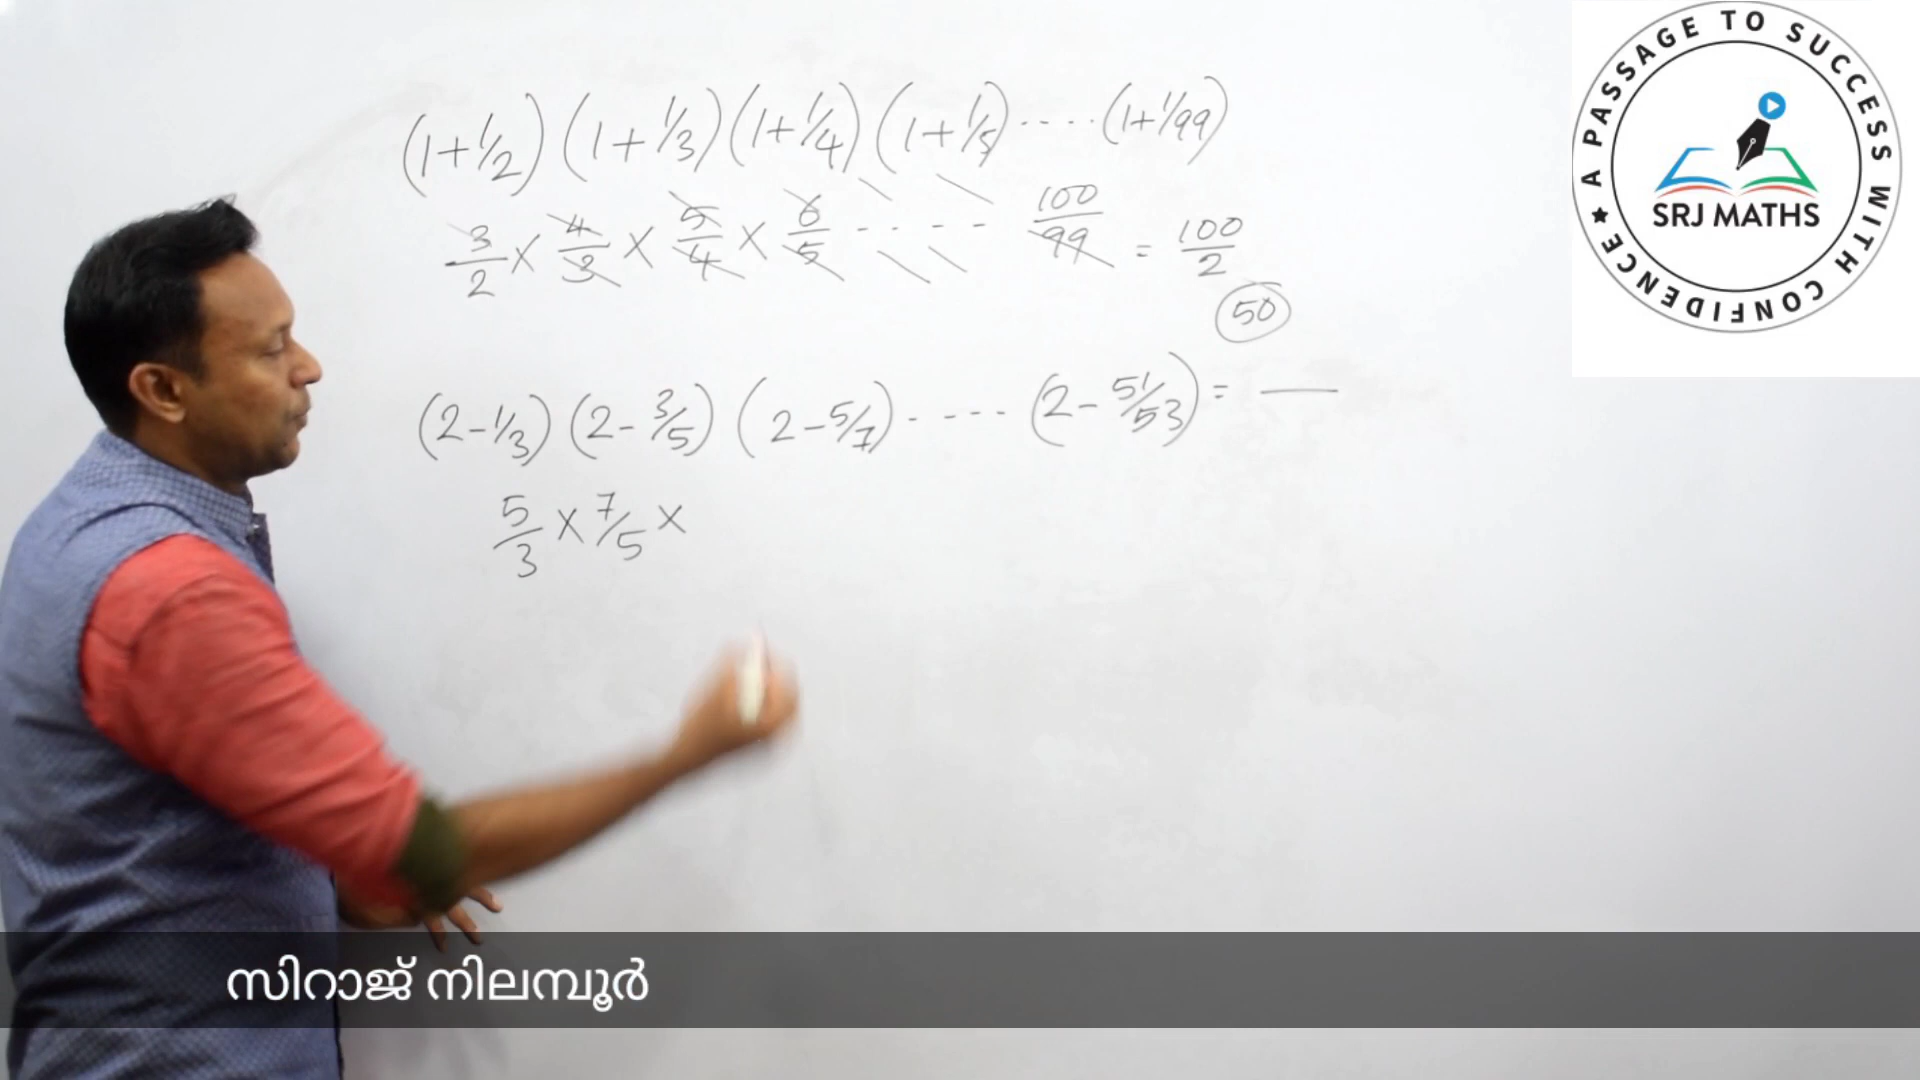 (1+1/2) (1+1/3) (1+1/4) (1+1/5) ---- (1+1/99)
3/2 × 4/3 × 5/4 × 6/5 - - - - 100/99 = 100/2
50
(2-1/3) (2-3/5) (2-5/7) - ---- (2-51/53) = ___
5/3 × 7/5 ×
A PASSAGE TO SUCCESS WITH CONFIDENCE ★
SRJ MATHS
സിറാജ് നിലമ്പൂർ